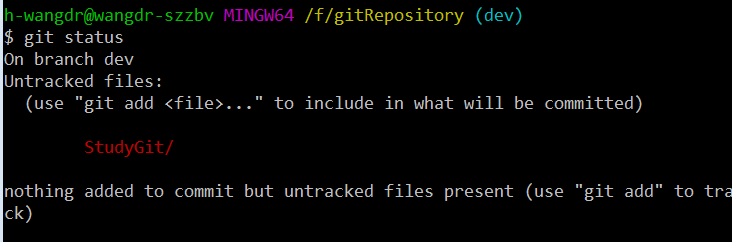 h-wangdr@wangdr-szzbv MINGW64 /f/gitRepository (dev)
$ git status
On branch dev
Untracked files:
  (use "git add <file>..." to include in what will be committed)
        StudyGit/
nothing added to commit but untracked files present (use "git add" to tra
ck)